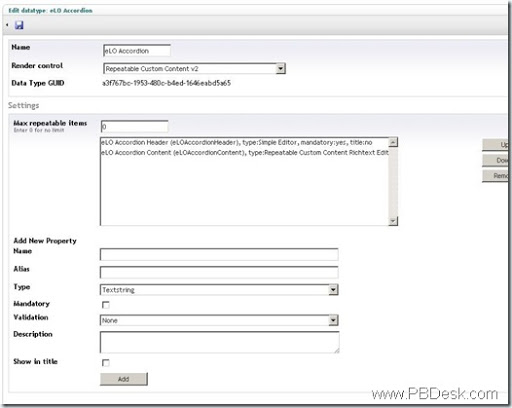 Edit datatype: eLO Accordion
Name
eLO Accordion
Render control
Repeatable Custom Content v2
Data Type GUID
a3f767bc-1953-480c-b4ed-1646eabd5a65
Settings
Max repeatable items
0
Enter 0 for no limit
eLO Accordion Header (eLOAccordionHeader), type:Simple Editor, mandatory:yes, title:no
eLO Accordion Content (eLOAccordionContent), type:Repeatable Custom Content Richtext Edit
Up
Dow
Remo
Add New Property
Name
Alias
Type
Textstring
Mandatory
Validation
None
Description
Show in title
Add
www.PBDesk.com